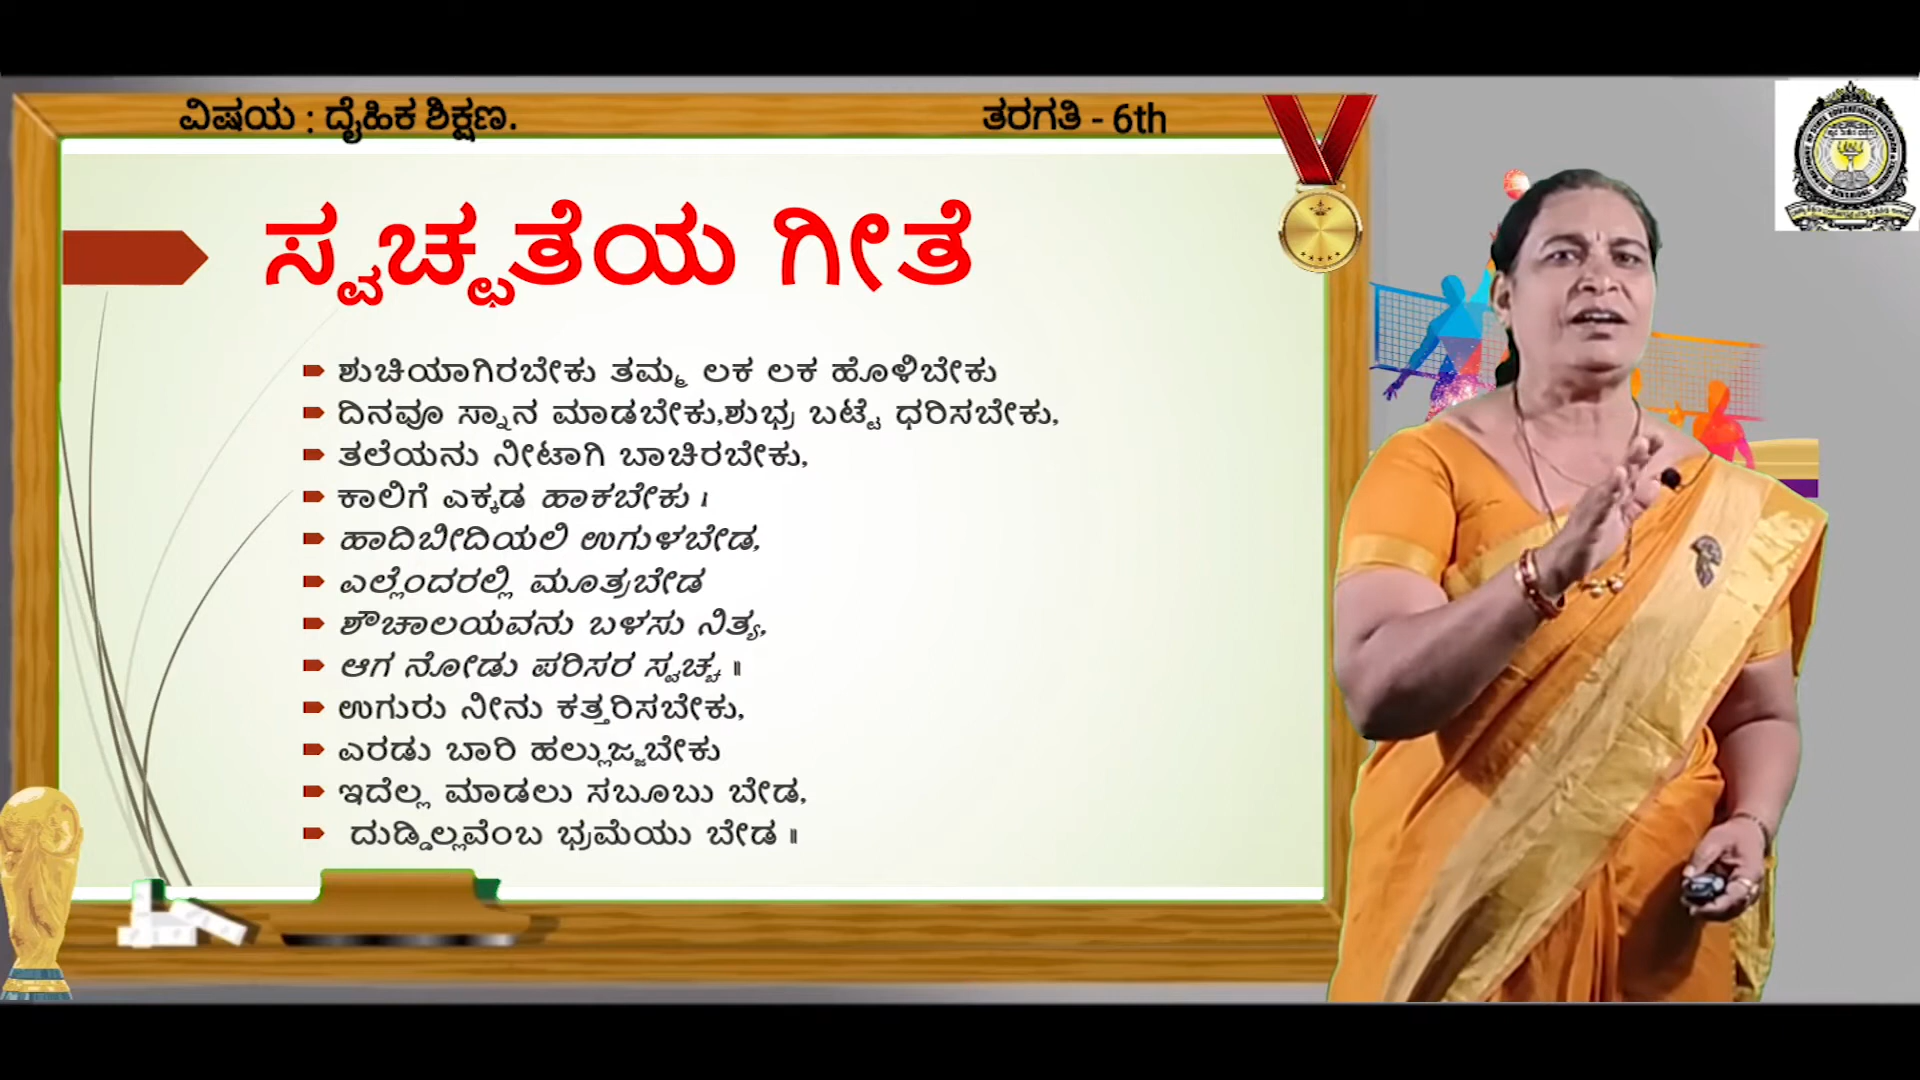 ವಿಷಯ : ದೈಹಿಕ ಶಿಕ್ಷಣ.
ತರಗತಿ - 6th
ಸ್ವಚ್ಛತೆಯ ಗೀತೆ
ಶುಚಿಯಾಗಿರಬೇಕು ತಮ್ಮ ಲಕ ಲಕ ಹೊಳಿಬೇಕು
ದಿನವೂ ಸ್ನಾನ ಮಾಡಬೇಕು,ಶುಭ್ರ ಬಟ್ಟೆ ಧರಿಸಬೇಕು,
ತಲೆಯನು ನೀಟಾಗಿ ಬಾಚಿರಬೇಕು,
ಕಾಲಿಗೆ ಎಕ್ಕಡ ಹಾಕಬೇಕು ।
ಹಾದಿಬೀದಿಯಲಿ ಉಗುಳಬೇಡ,
ಎಲ್ಲೆಂದರಲ್ಲಿ ಮೂತ್ರಬೇಡ
ಶೌಚಾಲಯವನು ಬಳಸು ನಿತ್ಯ,
ಆಗ ನೋಡು ಪರಿಸರ ಸ್ವಚ್ಚ ॥
ಉಗುರು ನೀನು ಕತ್ತರಿಸಬೇಕು,
ಎರಡು ಬಾರಿ ಹಲ್ಲುಜ್ಜಬೇಕು
ಇದೆಲ್ಲ ಮಾಡಲು ಸಬೂಬು ಬೇಡ,
ದುಡ್ಡಿಲ್ಲವೆಂಬ ಭ್ರಮೆಯು ಬೇಡ ॥